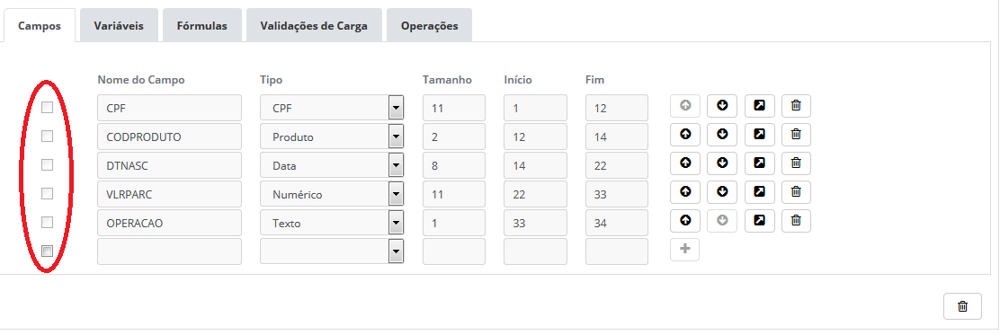 Campos Variáveis Fórmulas Validações de Carga Operações
Nome do Campo Tipo Tamanho Início Fim
CPF CPF 11 1 12
CODPRODUTO Produto 2 12 14
DTNASC Data 8 14 22
VLRPARC Numérico 11 22 33
OPERACAO Texto 1 33 34